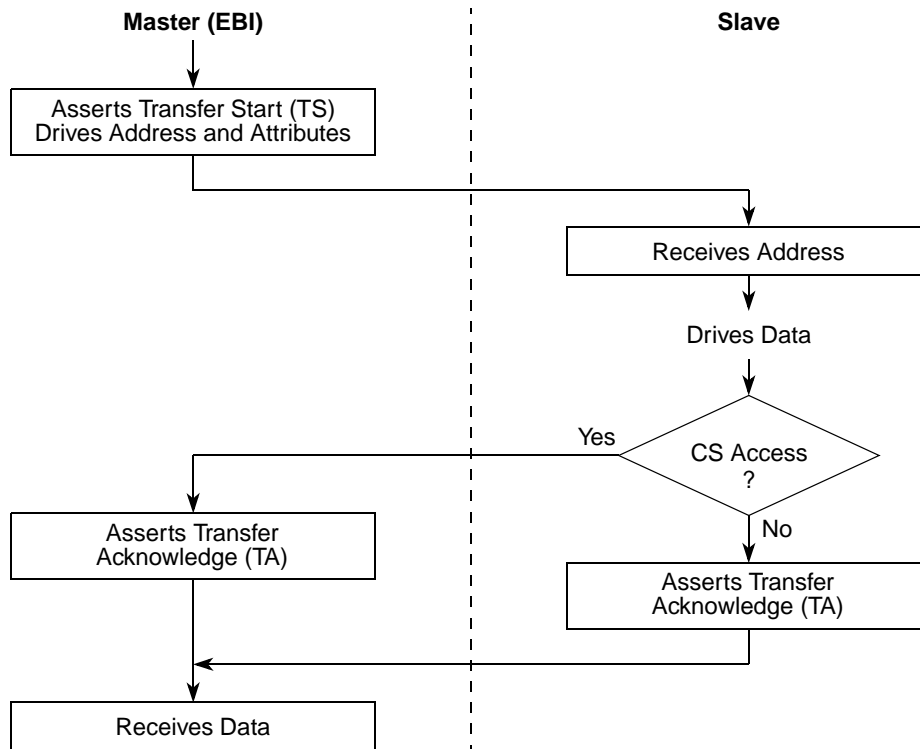 Master (EBI)
Slave
Asserts Transfer Start (TS)
Drives Address and Attributes
Receives Address
Drives Data
CS Access
?
Yes
No
Asserts Transfer
Acknowledge (TA)
Asserts Transfer
Acknowledge (TA)
Receives Data